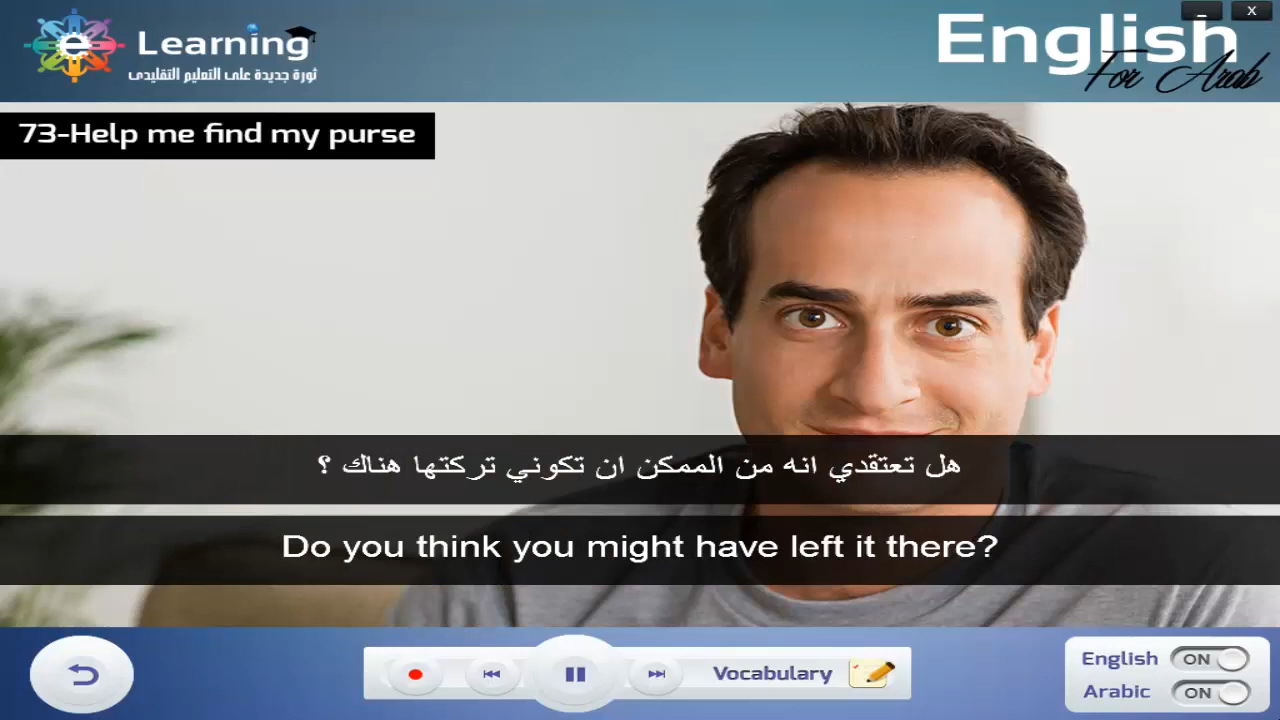 e Learning
ثورة جديدة على التعليم التقليدى
English
For Arab
_ X
73-Help me find my purse
هل تعتقدي انه من الممكن ان تكوني تركتها هناك ؟
Do you think you might have left it there?
Vocabulary
English ON
Arabic ON